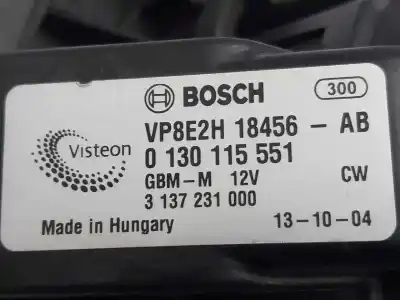 BOSCH 300
Visteon
VP8E2H 18456 - AB
0 130 115 551
GBM-M 12V CW
3 137 231 000
Made in Hungary 13-10-04